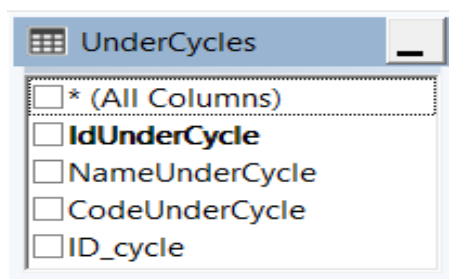 UnderCycles
* (All Columns)
IdUnderCycle
NameUnderCycle
CodeUnderCycle
ID_cycle